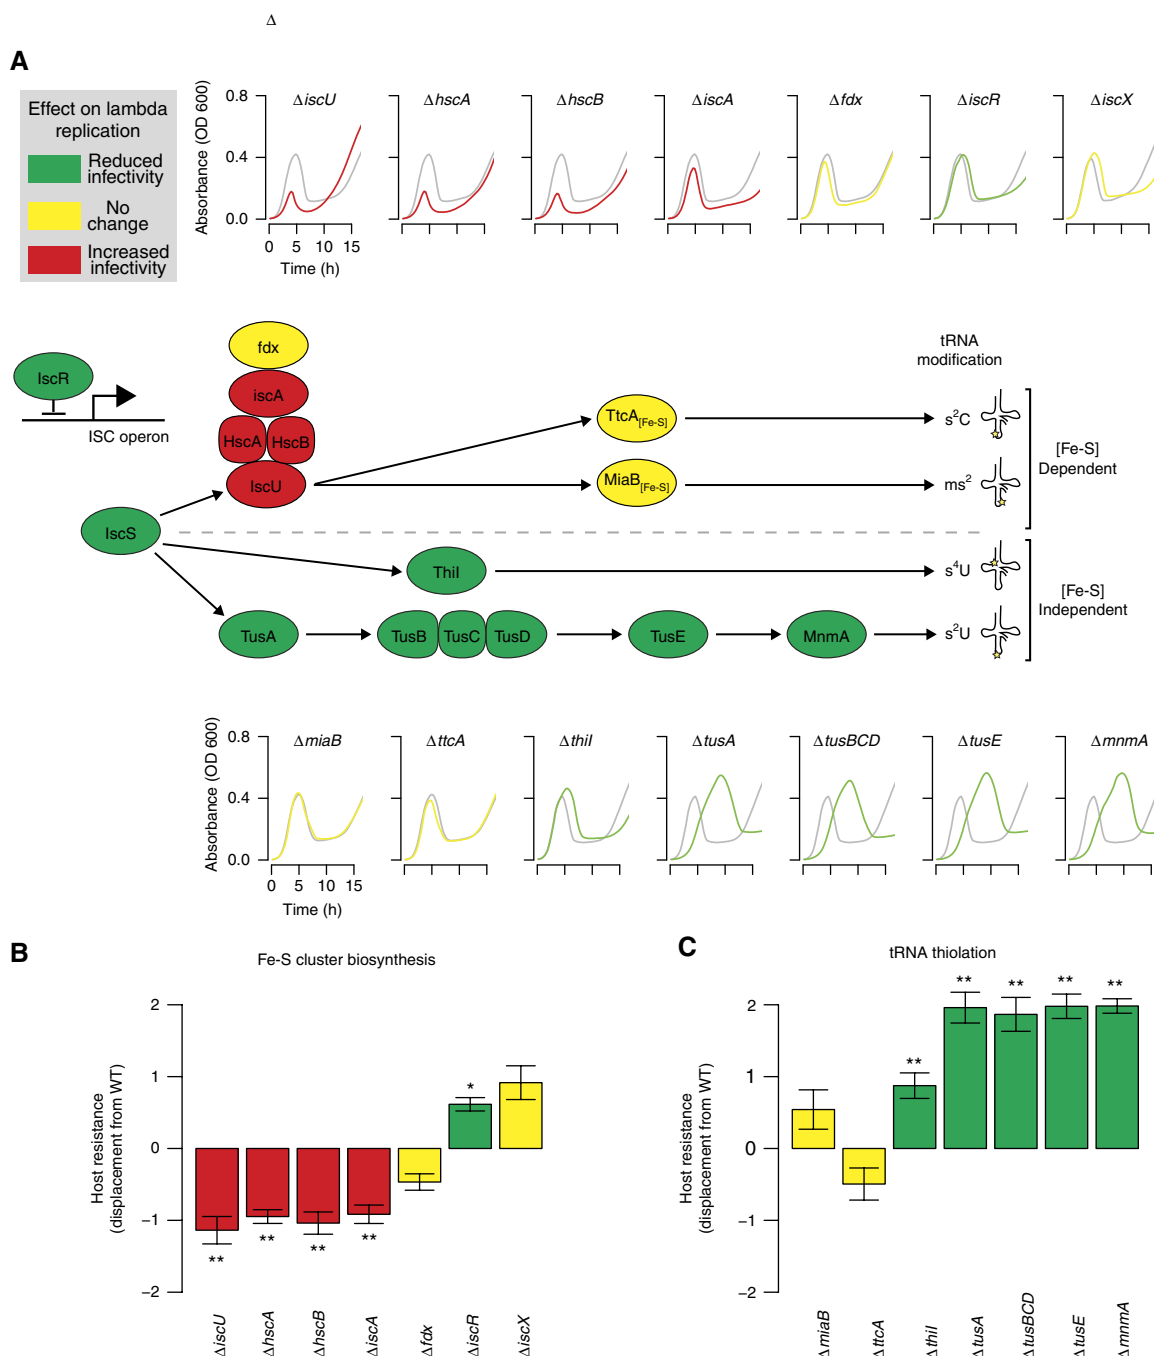 Δ
A
Effect on lambda
replication
Reduced
infectivity
No
change
Increased
infectivity
Absorbance (OD 600)
0.8
0.4
0.0
ΔiscU
ΔhscA
ΔhscB
ΔiscA
Δfdx
ΔiscR
ΔiscX
0 5 10 15
Time (h)
IscR
ISC operon
fdx
iscA
HscA HscB
IscU
IscS
TtcA[Fe-S]
MiaB[Fe-S]
tRNA
modification
s²C
ms²
[Fe-S]
Dependent
ThiI
s⁴U
TusA
TusB TusC TusD
TusE
MnmA
s²U
[Fe-S]
Independent
Absorbance (OD 600)
0.8
0.4
0.0
ΔmiaB
ΔttcA
ΔthiI
ΔtusA
ΔtusBCD
ΔtusE
ΔmnmA
0 5 10 15
Time (h)
B
Fe-S cluster biosynthesis
Host resistance
(displacement from WT)
2
1
0
−1
−2
**
**
**
**
*
ΔiscU
ΔhscA
ΔhscB
ΔiscA
Δfdx
ΔiscR
ΔiscX
C
tRNA thiolation
Host resistance
(displacement from WT)
2
1
0
−1
−2
**
**
**
**
**
ΔmiaB
ΔttcA
ΔthiI
ΔtusA
ΔtusBCD
ΔtusE
ΔmnmA